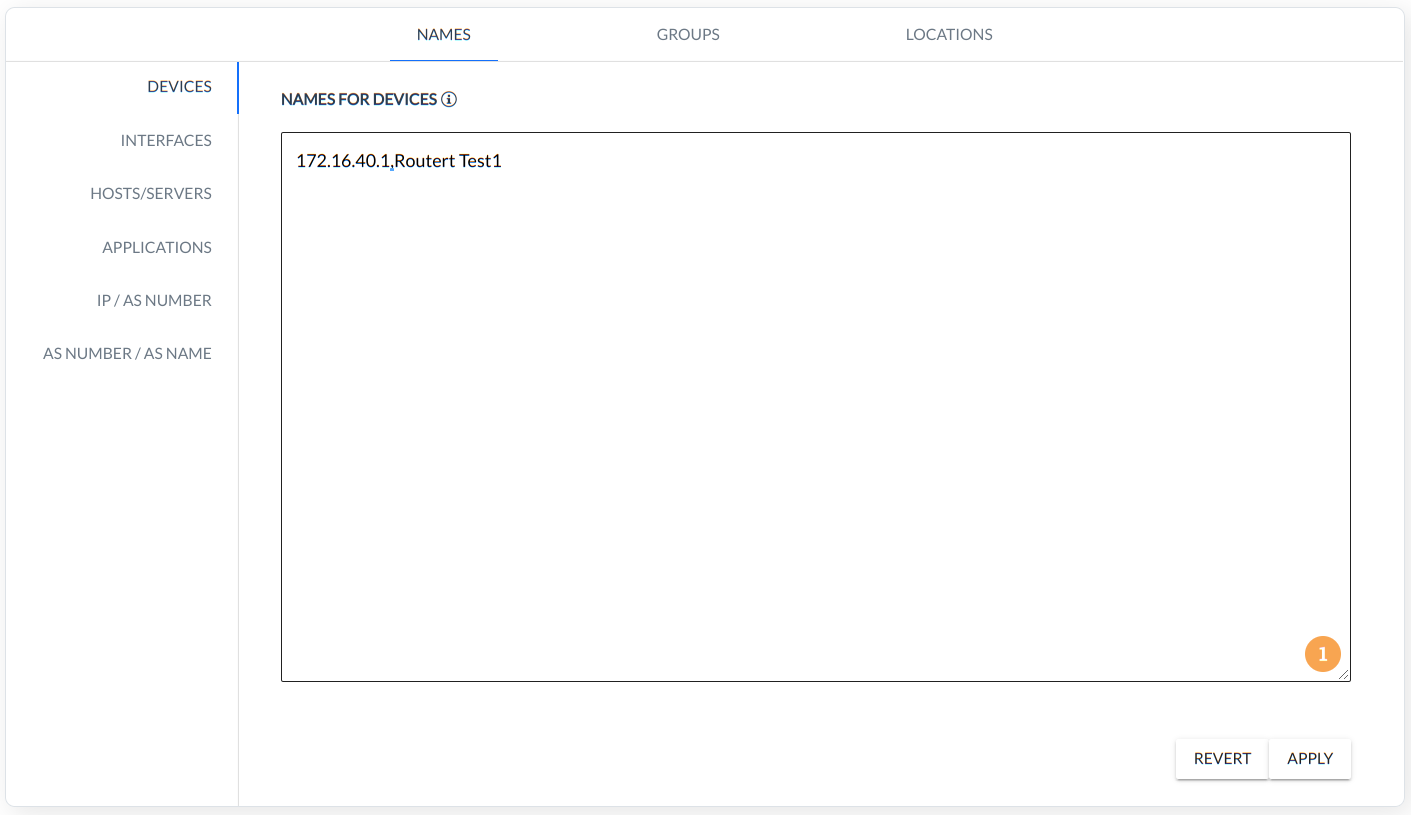 NAMES
GROUPS
LOCATIONS
DEVICES
INTERFACES
HOSTS/SERVERS
APPLICATIONS
IP / AS NUMBER
AS NUMBER / AS NAME
NAMES FOR DEVICES
172.16.40.1,Routert Test1
1
REVERT
APPLY